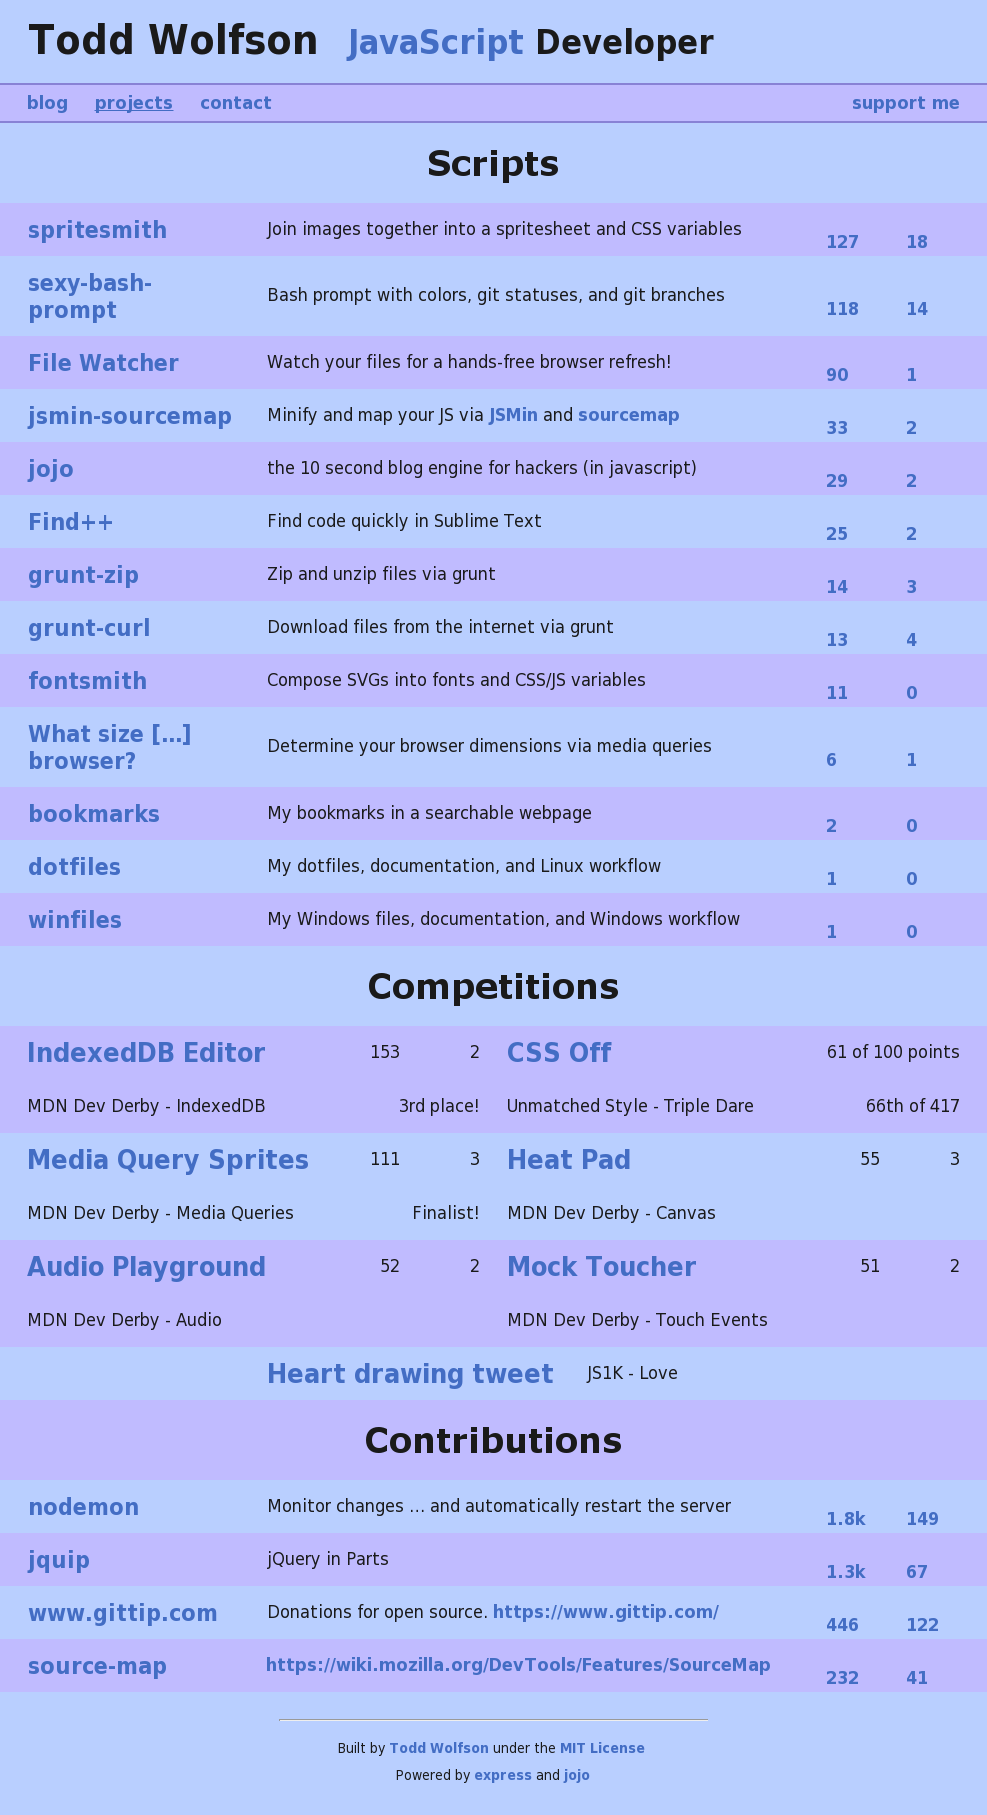 Todd Wolfson JavaScript Developer
blog projects contact support me
Scripts
spritesmith Join images together into a spritesheet and CSS variables 127 18
sexy-bash-
prompt Bash prompt with colors, git statuses, and git branches 118 14
File Watcher Watch your files for a hands-free browser refresh! 90 1
jsmin-sourcemap Minify and map your JS via JSMin and sourcemap 33 2
jojo the 10 second blog engine for hackers (in javascript) 29 2
Find++ Find code quickly in Sublime Text 25 2
grunt-zip Zip and unzip files via grunt 14 3
grunt-curl Download files from the internet via grunt 13 4
fontsmith Compose SVGs into fonts and CSS/JS variables 11 0
What size [...]
browser? Determine your browser dimensions via media queries 6 1
bookmarks My bookmarks in a searchable webpage 2 0
dotfiles My dotfiles, documentation, and Linux workflow 1 0
winfiles My Windows files, documentation, and Windows workflow 1 0
Competitions
IndexedDB Editor 153 2 CSS Off 61 of 100 points
MDN Dev Derby - IndexedDB 3rd place! Unmatched Style - Triple Dare 66th of 417
Media Query Sprites 111 3 Heat Pad 55 3
MDN Dev Derby - Media Queries Finalist! MDN Dev Derby - Canvas
Audio Playground 52 2 Mock Toucher 51 2
MDN Dev Derby - Audio MDN Dev Derby - Touch Events
Heart drawing tweet JS1K - Love
Contributions
nodemon Monitor changes ... and automatically restart the server 1.8k 149
jquip jQuery in Parts 1.3k 67
www.gittip.com Donations for open source. https://www.gittip.com/ 446 122
source-map https://wiki.mozilla.org/DevTools/Features/SourceMap 232 41
Built by Todd Wolfson under the MIT License
Powered by express and jojo